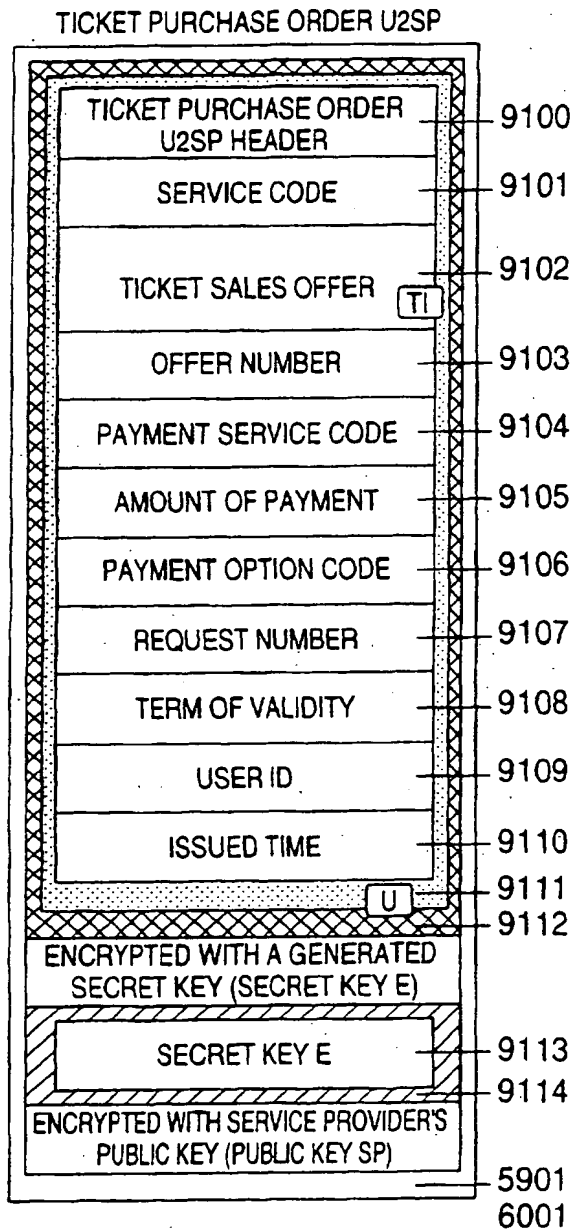 TICKET PURCHASE ORDER U2SP
TICKET PURCHASE ORDER
U2SP HEADER
9100
SERVICE CODE
9101
TICKET SALES OFFER
9102
TI
OFFER NUMBER
9103
PAYMENT SERVICE CODE
9104
AMOUNT OF PAYMENT
9105
PAYMENT OPTION CODE
9106
REQUEST NUMBER
9107
TERM OF VALIDITY
9108
USER ID
9109
ISSUED TIME
9110
U
9111
9112
ENCRYPTED WITH A GENERATED
SECRET KEY (SECRET KEY E)
SECRET KEY E
9113
9114
ENCRYPTED WITH SERVICE PROVIDER'S
PUBLIC KEY (PUBLIC KEY SP)
5901
6001